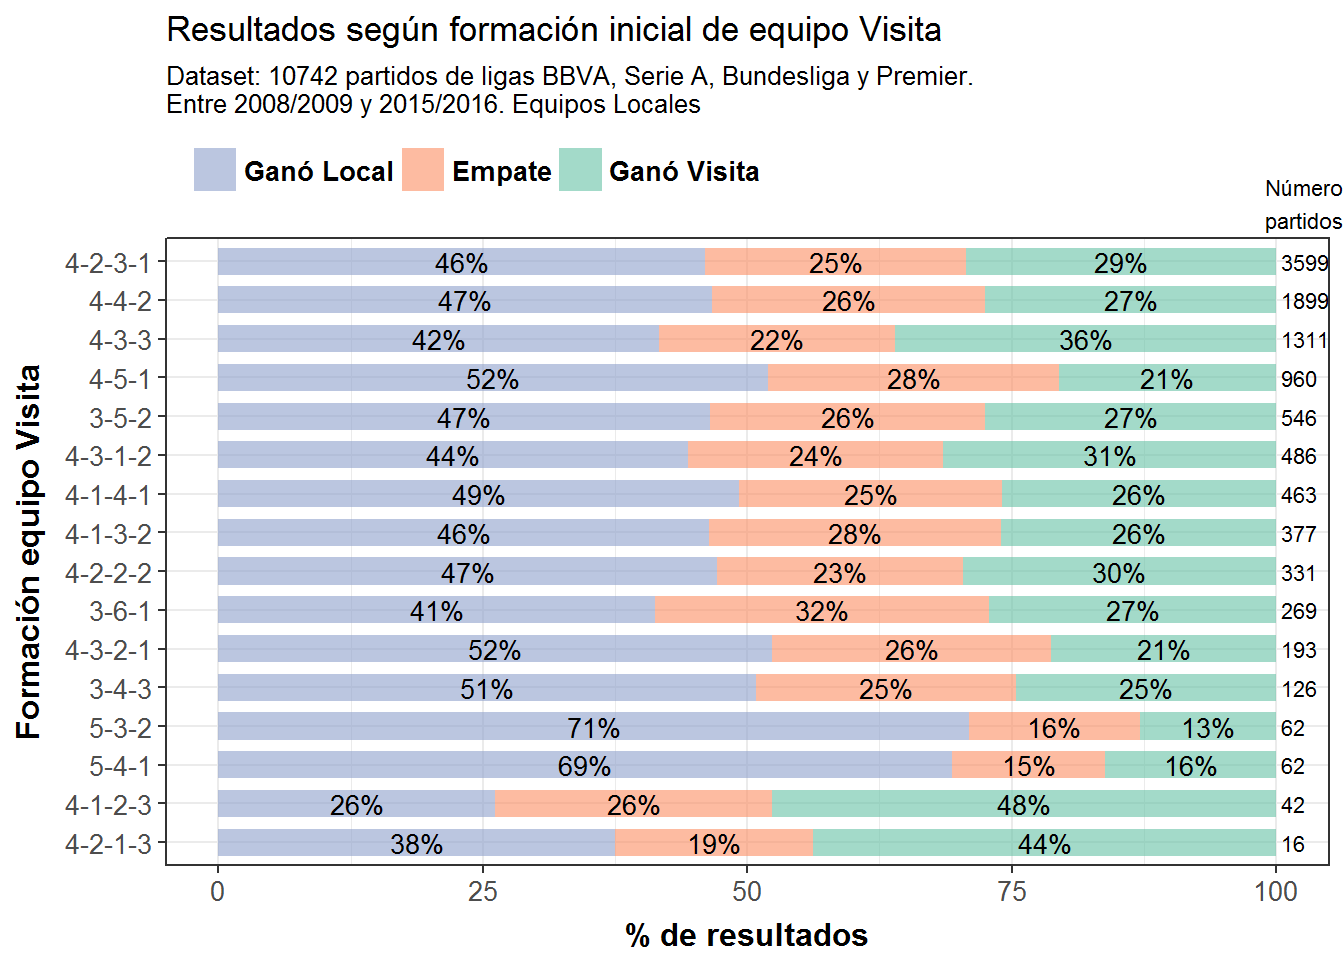 Resultados según formación inicial de equipo Visita
Dataset: 10742 partidos de ligas BBVA, Serie A, Bundesliga y Premier.
Entre 2008/2009 y 2015/2016. Equipos Locales
Ganó Local Empate Ganó Visita
Número
partidos
Formación equipo Visita
4-2-3-1 46% 25% 29% 3599
4-4-2 47% 26% 27% 1899
4-3-3 42% 22% 36% 1311
4-5-1 52% 28% 21% 960
3-5-2 47% 26% 27% 546
4-3-1-2 44% 24% 31% 486
4-1-4-1 49% 25% 26% 463
4-1-3-2 46% 28% 26% 377
4-2-2-2 47% 23% 30% 331
3-6-1 41% 32% 27% 269
4-3-2-1 52% 26% 21% 193
3-4-3 51% 25% 25% 126
5-3-2 71% 16% 13% 62
5-4-1 69% 15% 16% 62
4-1-2-3 26% 26% 48% 42
4-2-1-3 38% 19% 44% 16
0 25 50 75 100
% de resultados